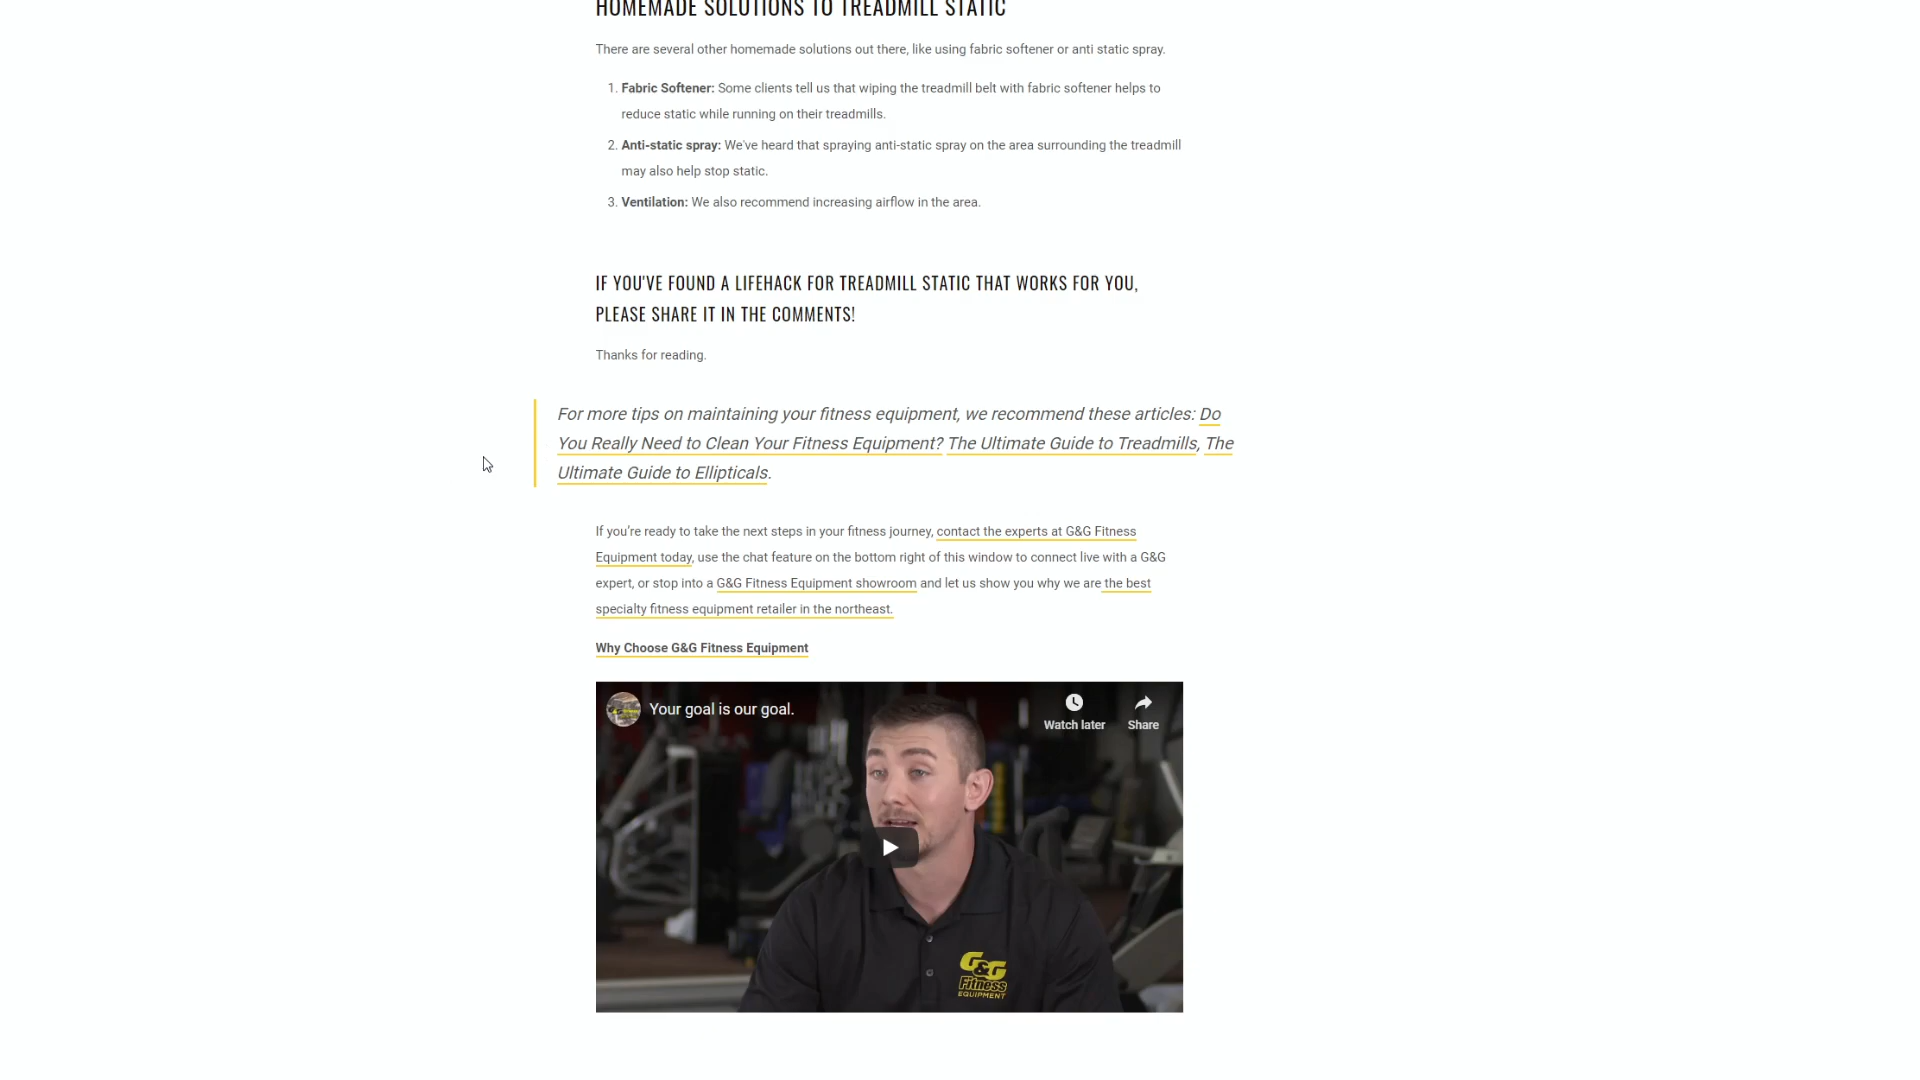 HOMEMADE SOLUTIONS TO TREADMILL STATIC
There are several other homemade solutions out there, like using fabric softener or anti static spray.
1. Fabric Softener: Some clients tell us that wiping the treadmill belt with fabric softener helps to
reduce static while running on their treadmills.
2. Anti-static spray: We've heard that spraying anti-static spray on the area surrounding the treadmill
may also help stop static.
3. Ventilation: We also recommend increasing airflow in the area.
IF YOU'VE FOUND A LIFEHACK FOR TREADMILL STATIC THAT WORKS FOR YOU,
PLEASE SHARE IT IN THE COMMENTS!
Thanks for reading.
For more tips on maintaining your fitness equipment, we recommend these articles: Do
You Really Need to Clean Your Fitness Equipment? The Ultimate Guide to Treadmills, The
Ultimate Guide to Ellipticals.
If you’re ready to take the next steps in your fitness journey, contact the experts at G&G Fitness
Equipment today, use the chat feature on the bottom right of this window to connect live with a G&G
expert, or stop into a G&G Fitness Equipment showroom and let us show you why we are the best
specialty fitness equipment retailer in the northeast.
Why Choose G&G Fitness Equipment
Your goal is our goal.
Watch later
Share
G&G
Fitness
EQUIPMENT